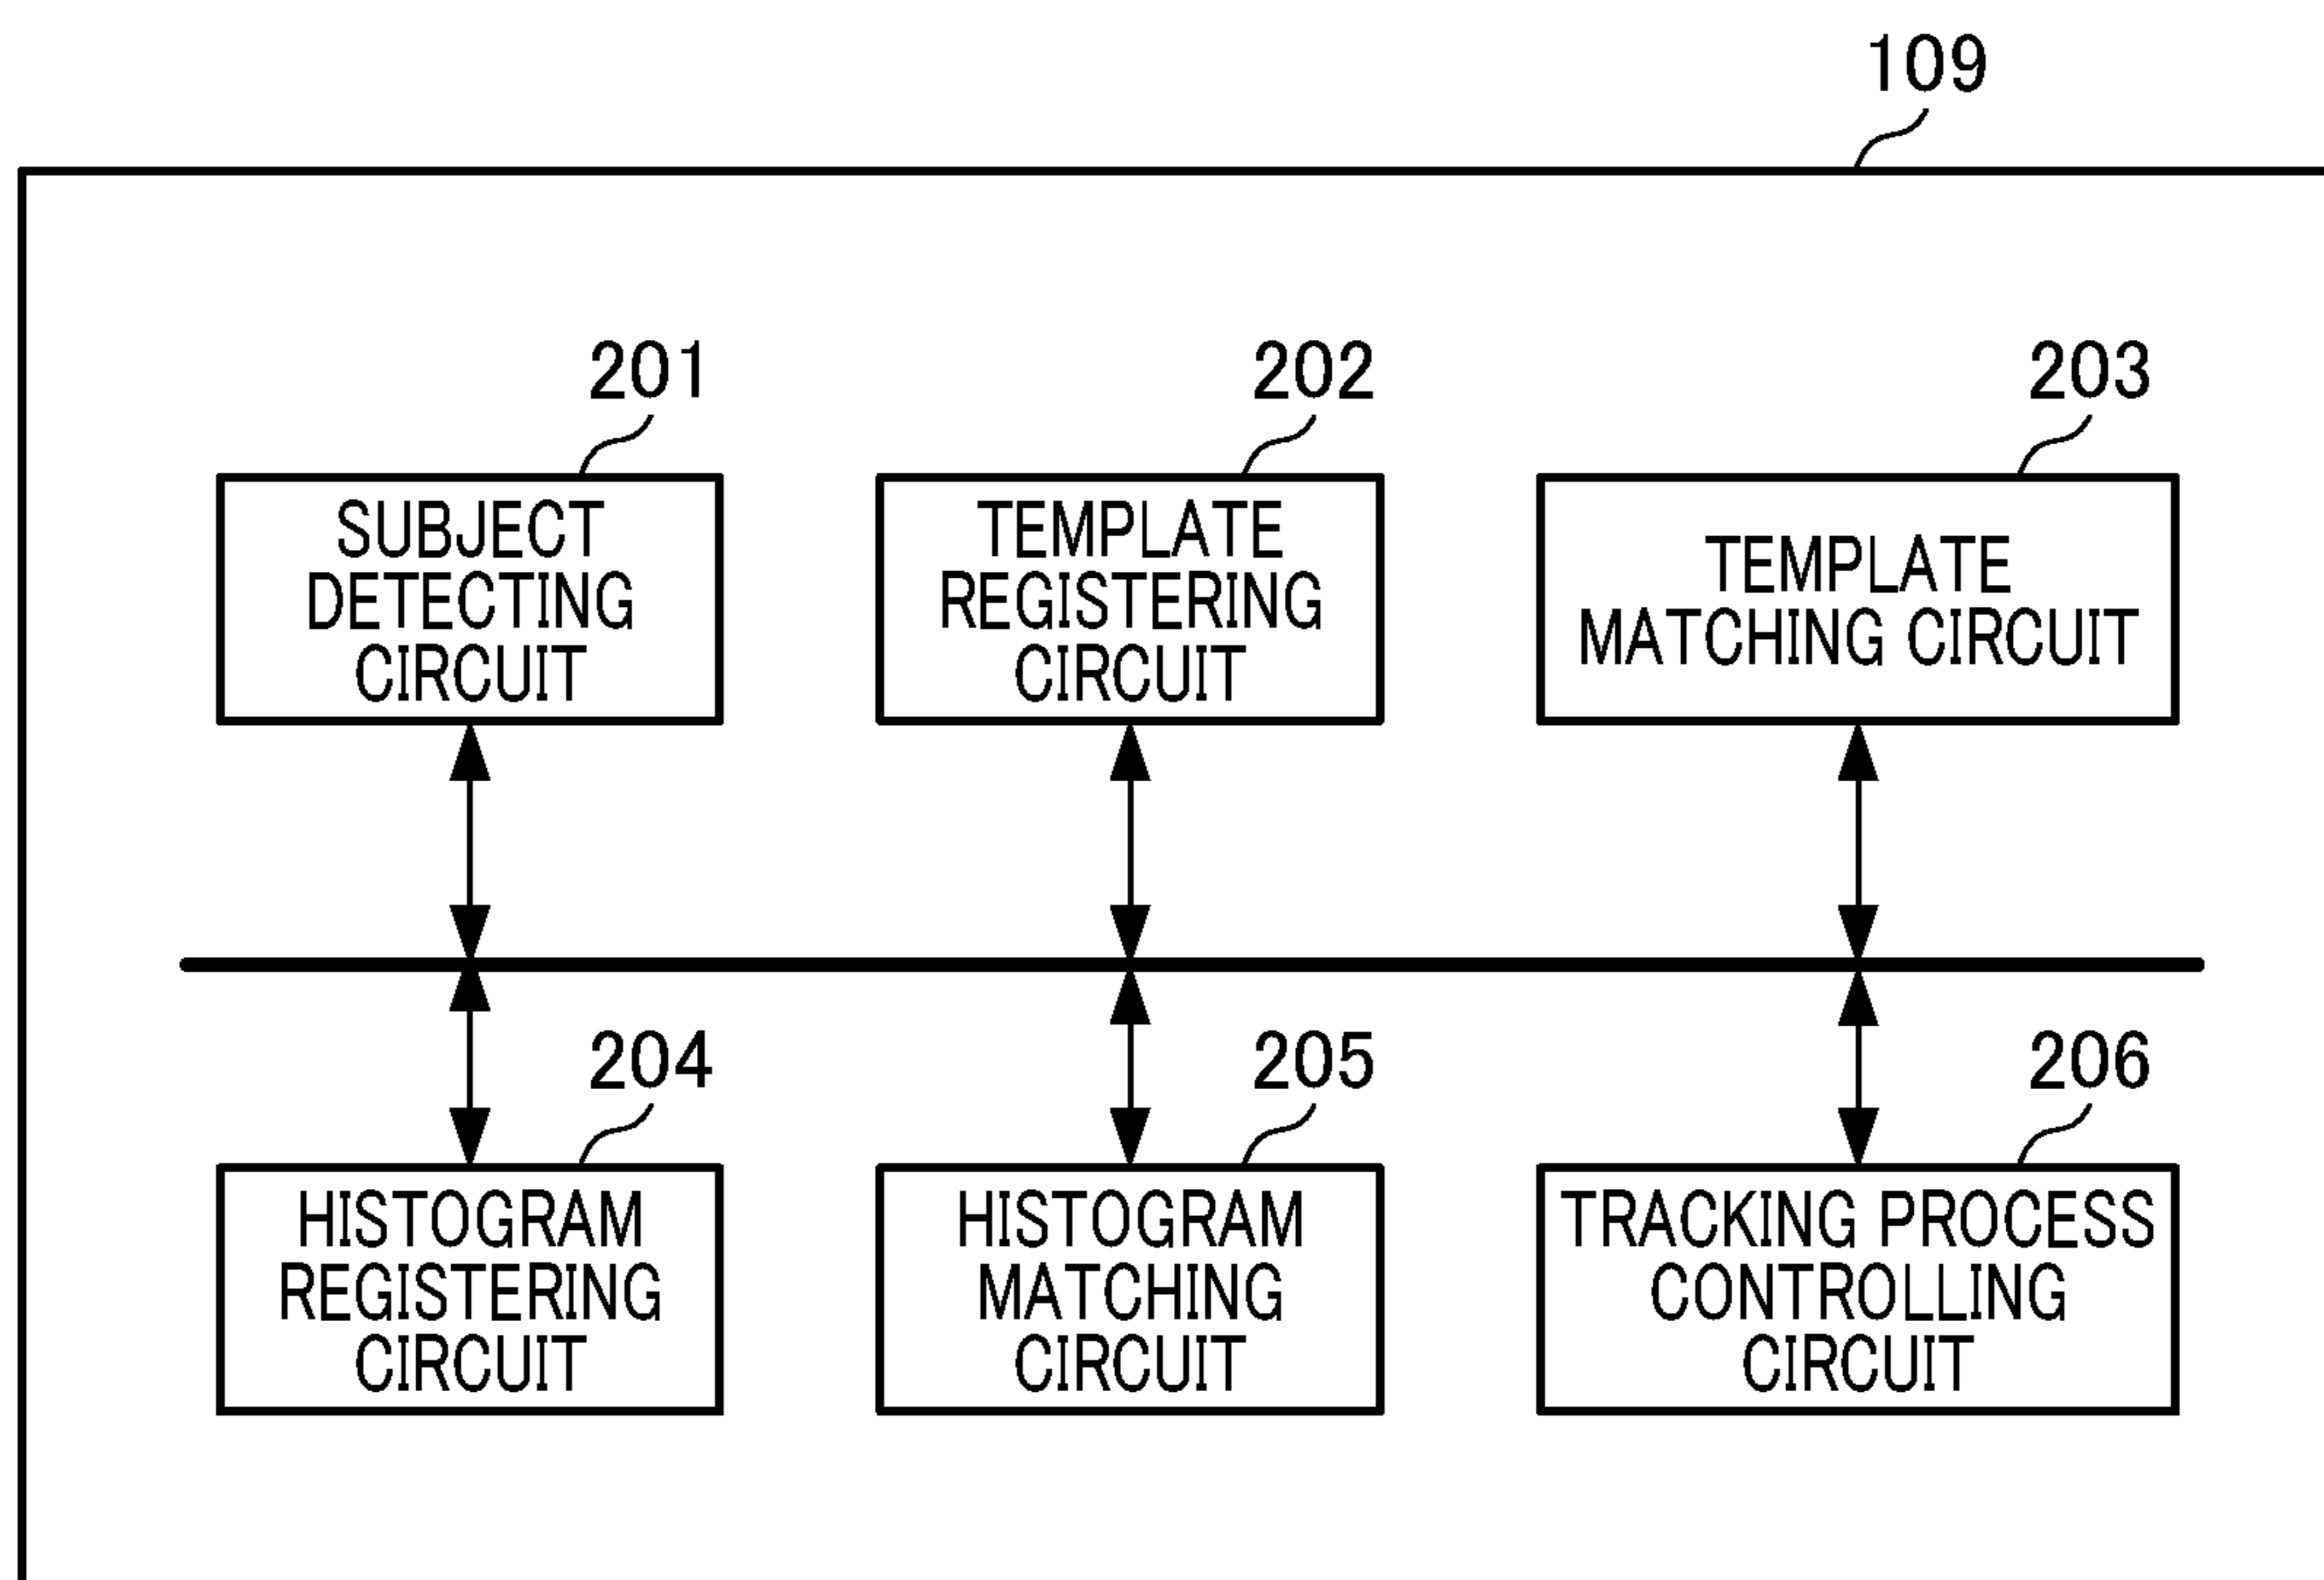 109
201
SUBJECT
DETECTING
CIRCUIT
202
TEMPLATE
REGISTERING
CIRCUIT
203
TEMPLATE
MATCHING CIRCUIT
204
HISTOGRAM
REGISTERING
CIRCUIT
205
HISTOGRAM
MATCHING
CIRCUIT
206
TRACKING PROCESS
CONTROLLING
CIRCUIT